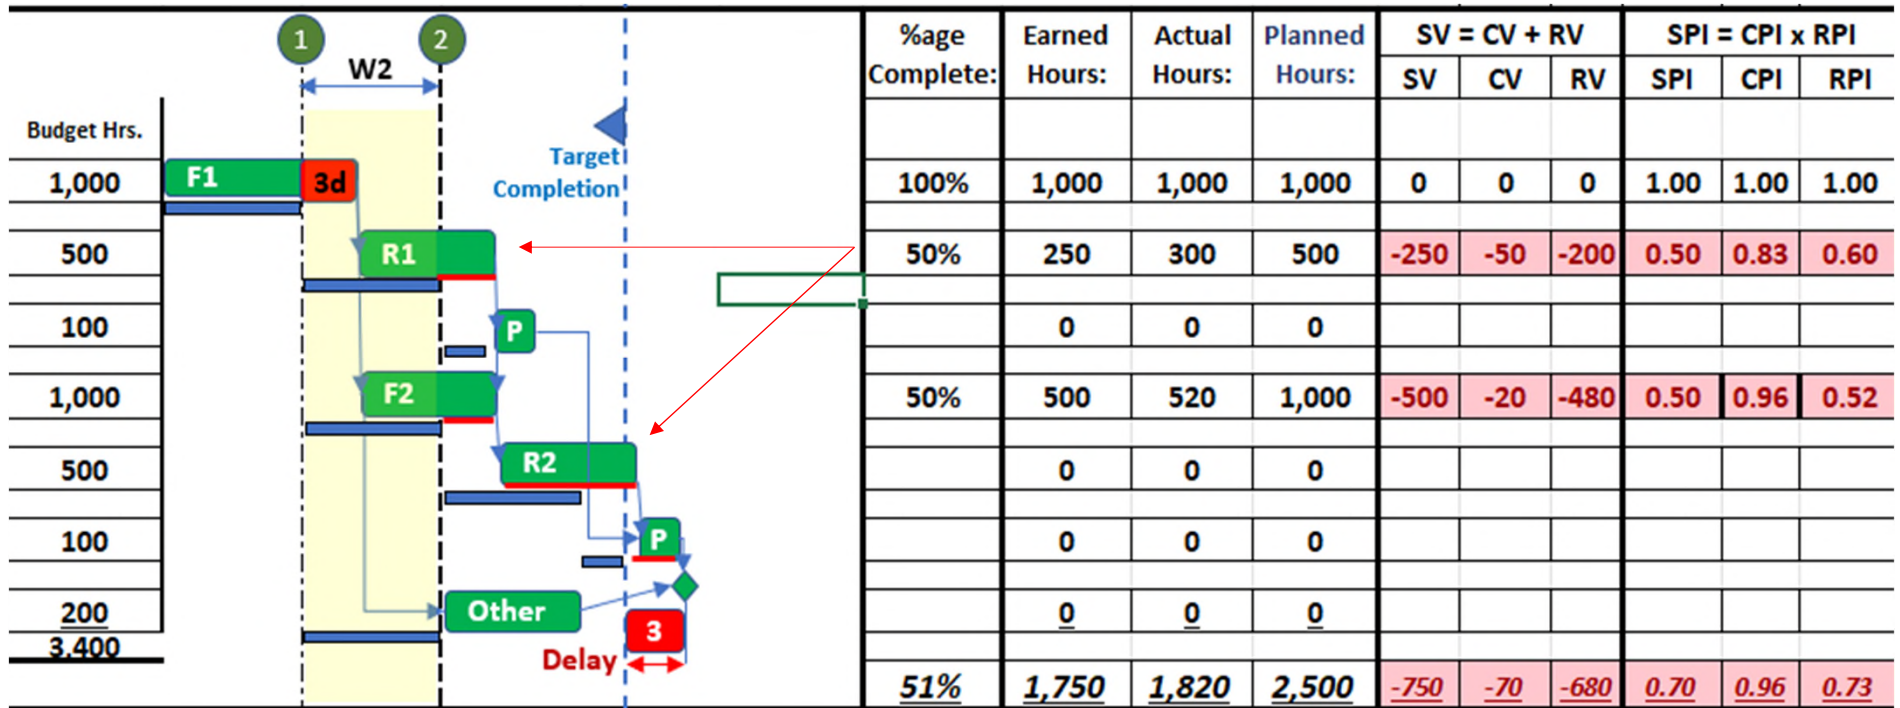 1 2 %age Earned Actual Planned SV = CV + RV SPI = CPI x RPI
W2 Complete: Hours: Hours: Hours: SV CV RV SPI CPI RPI
Budget Hrs.
Target
Completion
1,000 F1 3d 100% 1,000 1,000 1,000 0 0 0 1.00 1.00 1.00
500 R1 50% 250 300 500 -250 -50 -200 0.50 0.83 0.60
100 P 0 0 0
1,000 F2 50% 500 520 1,000 -500 -20 -480 0.50 0.96 0.52
500 R2 0 0 0
100 P 0 0 0
200 Other 0 0 0
3
3,400
Delay
51% 1,750 1,820 2,500 -750 -70 -680 0.70 0.96 0.73